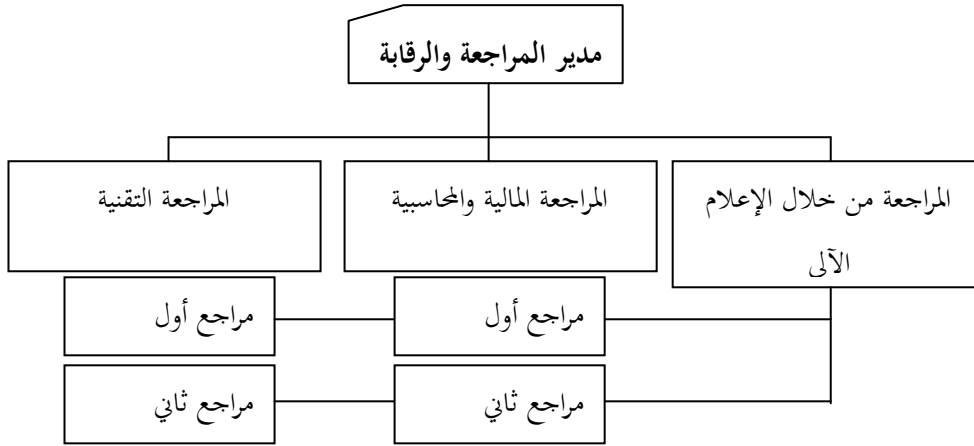 مدير المراجعة والرقابة
المراجعة من خلال الإعلام
الآلى
المراجعة المالية والمحاسبية
المراجعة التقنية
مراجع أول
مراجع أول
مراجع ثاني
مراجع ثاني